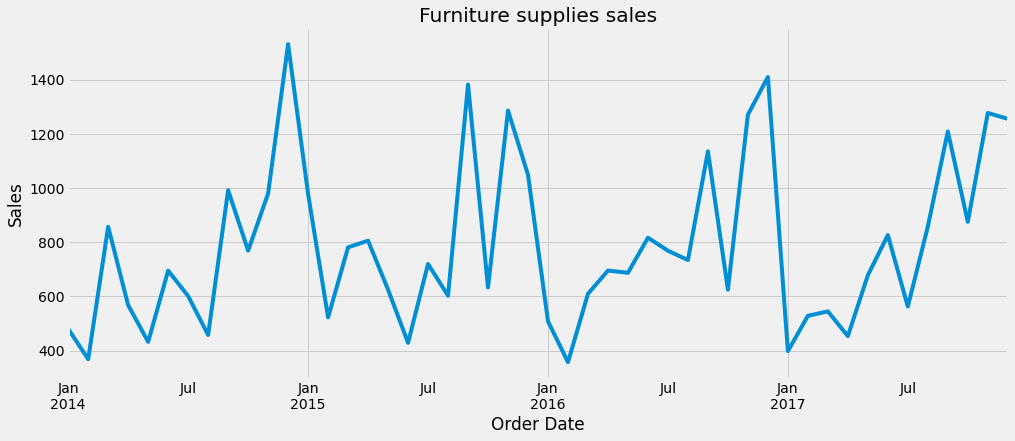 Furniture supplies sales
Sales
1400
1200
1000
800
600
400
Jan Jul Jan Jul Jan Jul Jan Jul
2014 2015 2016 2017
Order Date